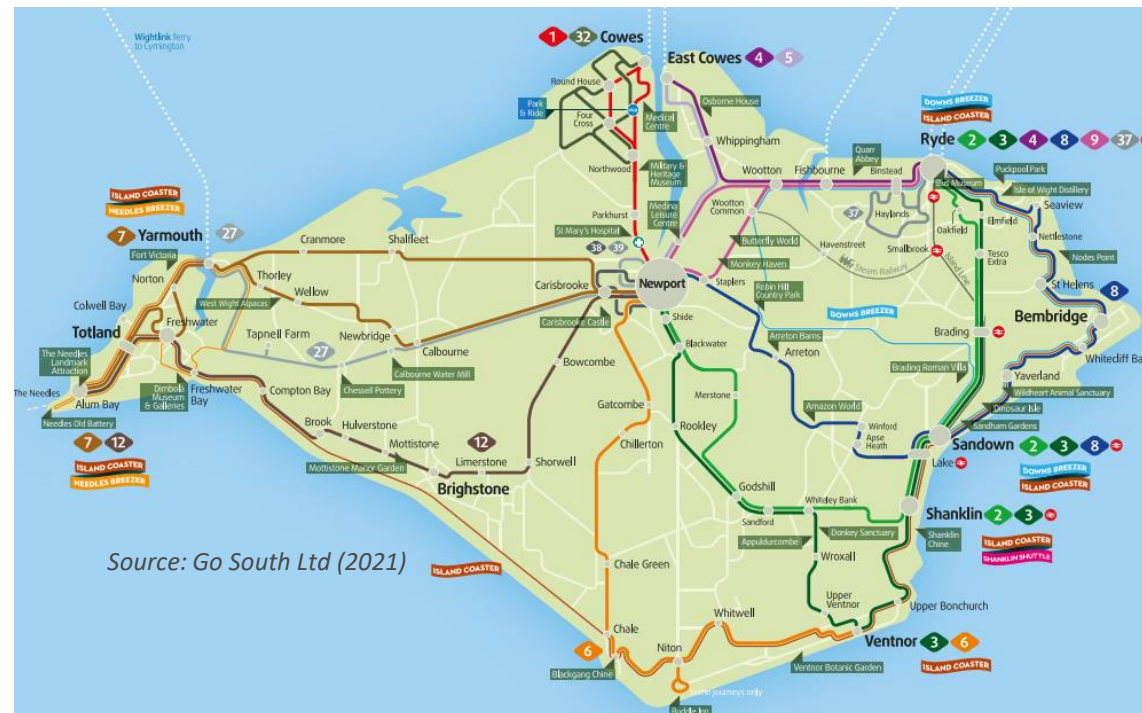 Wightlink ferry
to Lymington
1 32 Cowes
East Cowes 4 5
Round House
Park
& Ride
Four
Cross
Medical
Centre
Osborne House
Whippingham
DOWNS BREEZER
ISLAND COASTER
Ryde 2 3 4 8 9 37
Northwood
Military &
Heritage
Museum
Wootton
Fishbourne
Quarr
Abbey
Binstead
Bus Museum
Puckpool Park
Isle of Wight Distillery
Seaview
Parkhurst
Medina
Leisure
Centre
Wootton
Common
37
Haylands
Oakfield
Elmfield
Nettlestone
ISLAND COASTER
NEEDLES BREEZER
7 Yarmouth
27
Fort Victoria
Cranmore
Shalfleet
St Mary's Hospital
38 39
Butterfly World
Monkey Haven
Havenstreet
Steam Railway
Smallbrook
Island Line
Tesco
Extra
Nodes Point
Norton
Thorley
West Wight Alpacas
Wellow
Carisbrooke
Newport
Staplers
Robin Hill
Country Park
St Helens
8
Colwell Bay
Totland
Freshwater
Tapnell Farm
Newbridge
Carisbrooke Castle
Shide
DOWNS BREEZER
Bembridge
The Needles
Landmark
Attraction
27
Calbourne
Calbourne Water Mill
Blackwater
Arreton Barns
Arreton
Brading
Brading Roman Villa
Whitecliff Ba
The Needles
Alum Bay
Needles Old Battery
Dimbola
Museum
& Galleries
Freshwater
Bay
Chessell Pottery
Compton Bay
Bowcombe
Merstone
Yaverland
Wildheart Animal Sanctuary
Dinosaur Isle
Sandham Gardens
7 12
ISLAND COASTER
NEEDLES BREEZER
Brook
Hulverstone
Mottistone
Mottistone Manor Garden
12
Limerstone
Brighstone
Shorwell
Gatcombe
Chillerton
Rookley
Amazon World
Winford
Apse
Heath
Sandown 2 3 8
Lake
DOWNS BREEZER
ISLAND COASTER
Godshill
Sandford
Whiteley Bank
Donkey Sanctuary
Appuldurcombe
Shanklin 2 3
Shanklin
Chine
ISLAND COASTER
SHANKLIN SHUTTLE
Source: Go South Ltd (2021)
ISLAND COASTER
Chale Green
Wroxall
Upper
Ventnor
Upper Bonchurch
Chale
Whitwell
Niton
Ventnor 3 6
ISLAND COASTER
6
Blackgang Chine
Ventnor Botanic Garden
some journeys only
Buddle Inn